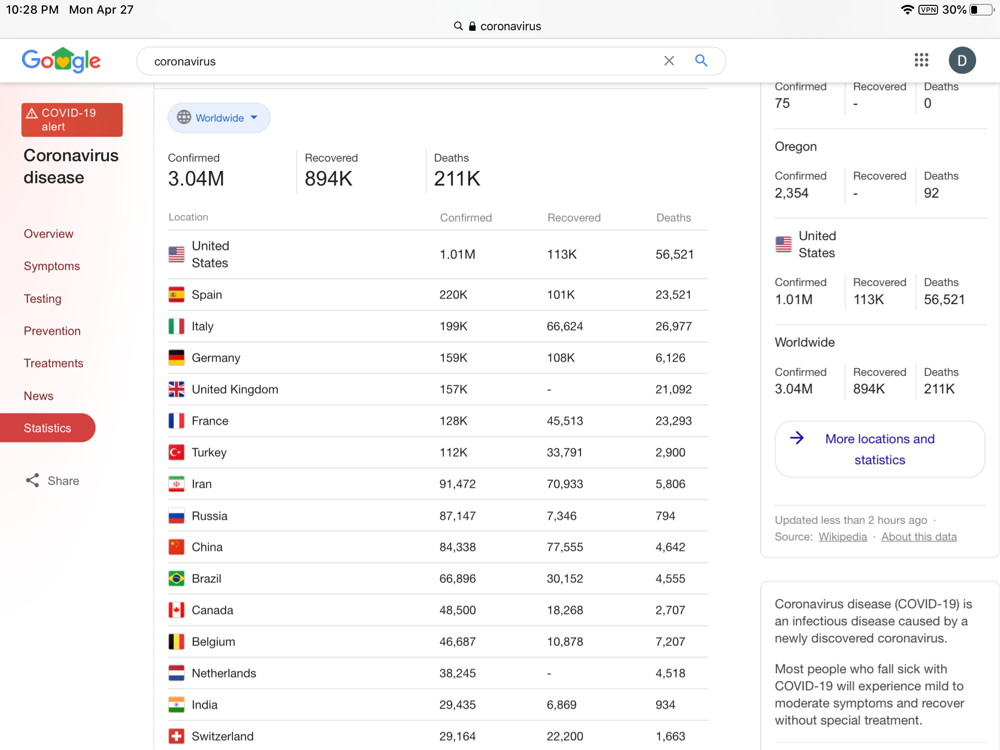 10:28 PM Mon Apr 27
VPN 30%
coronavirus
Google
coronavirus
D
COVID-19
alert
Coronavirus
disease
Overview
Symptoms
Testing
Prevention
Treatments
News
Statistics
Share
Worldwide
Confirmed Recovered Deaths
3.04M 894K 211K
Location Confirmed Recovered Deaths
United
States 1.01M 113K 56,521
Spain 220K 101K 23,521
Italy 199K 66,624 26,977
Germany 159K 108K 6,126
United Kingdom 157K - 21,092
France 128K 45,513 23,293
Turkey 112K 33,791 2,900
Iran 91,472 70,933 5,806
Russia 87,147 7,346 794
China 84,338 77,555 4,642
Brazil 66,896 30,152 4,555
Canada 48,500 18,268 2,707
Belgium 46,687 10,878 7,207
Netherlands 38,245 - 4,518
India 29,435 6,869 934
Switzerland 29,164 22,200 1,663
Confirmed Recovered Deaths
75 - 0
Oregon
Confirmed Recovered Deaths
2,354 - 92
United
States
Confirmed Recovered Deaths
1.01M 113K 56,521
Worldwide
Confirmed Recovered Deaths
3.04M 894K 211K
More locations and
statistics
Updated less than 2 hours ago ·
Source: Wikipedia · About this data
Coronavirus disease (COVID-19) is
an infectious disease caused by a
newly discovered coronavirus.
Most people who fall sick with
COVID-19 will experience mild to
moderate symptoms and recover
without special treatment.